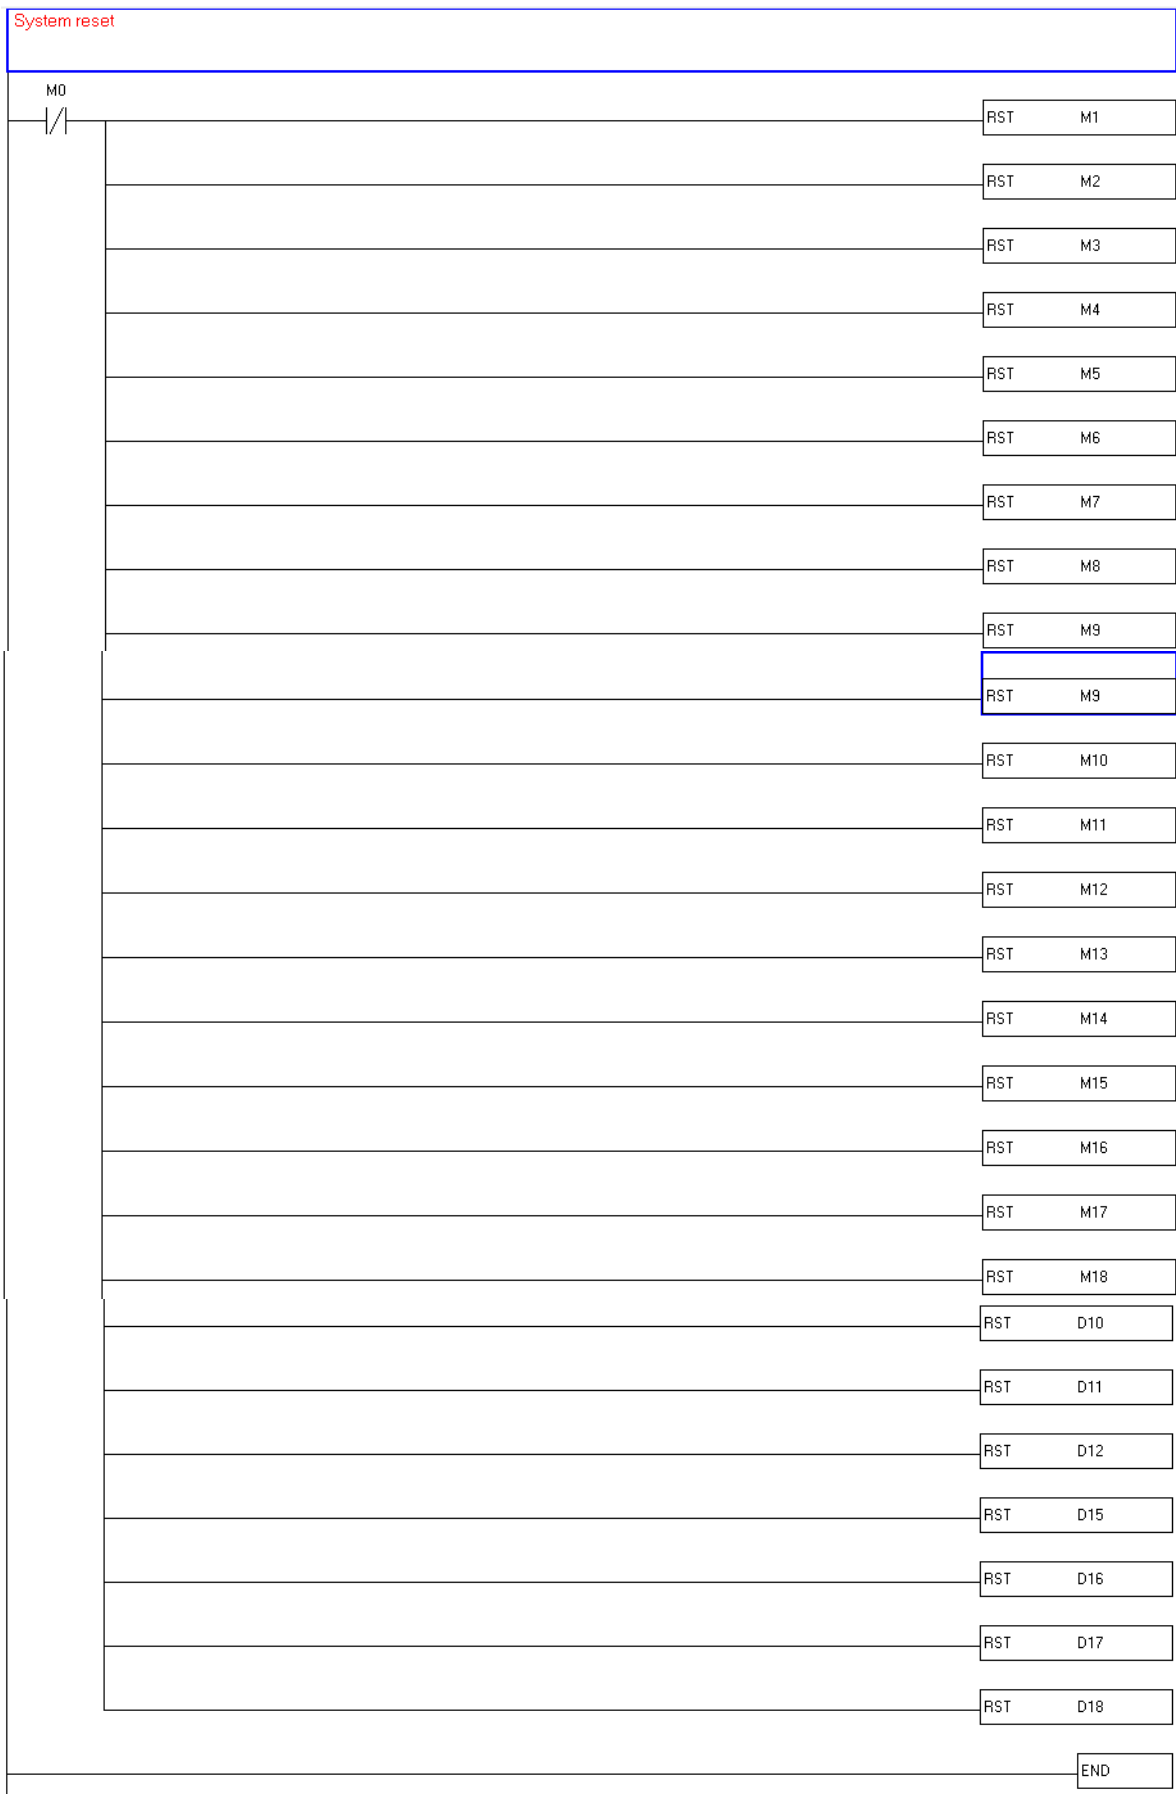 System reset
M0
RST M1
RST M2
RST M3
RST M4
RST M5
RST M6
RST M7
RST M8
RST M9
RST M9
RST M10
RST M11
RST M12
RST M13
RST M14
RST M15
RST M16
RST M17
RST M18
RST D10
RST D11
RST D12
RST D15
RST D16
RST D17
RST D18
END